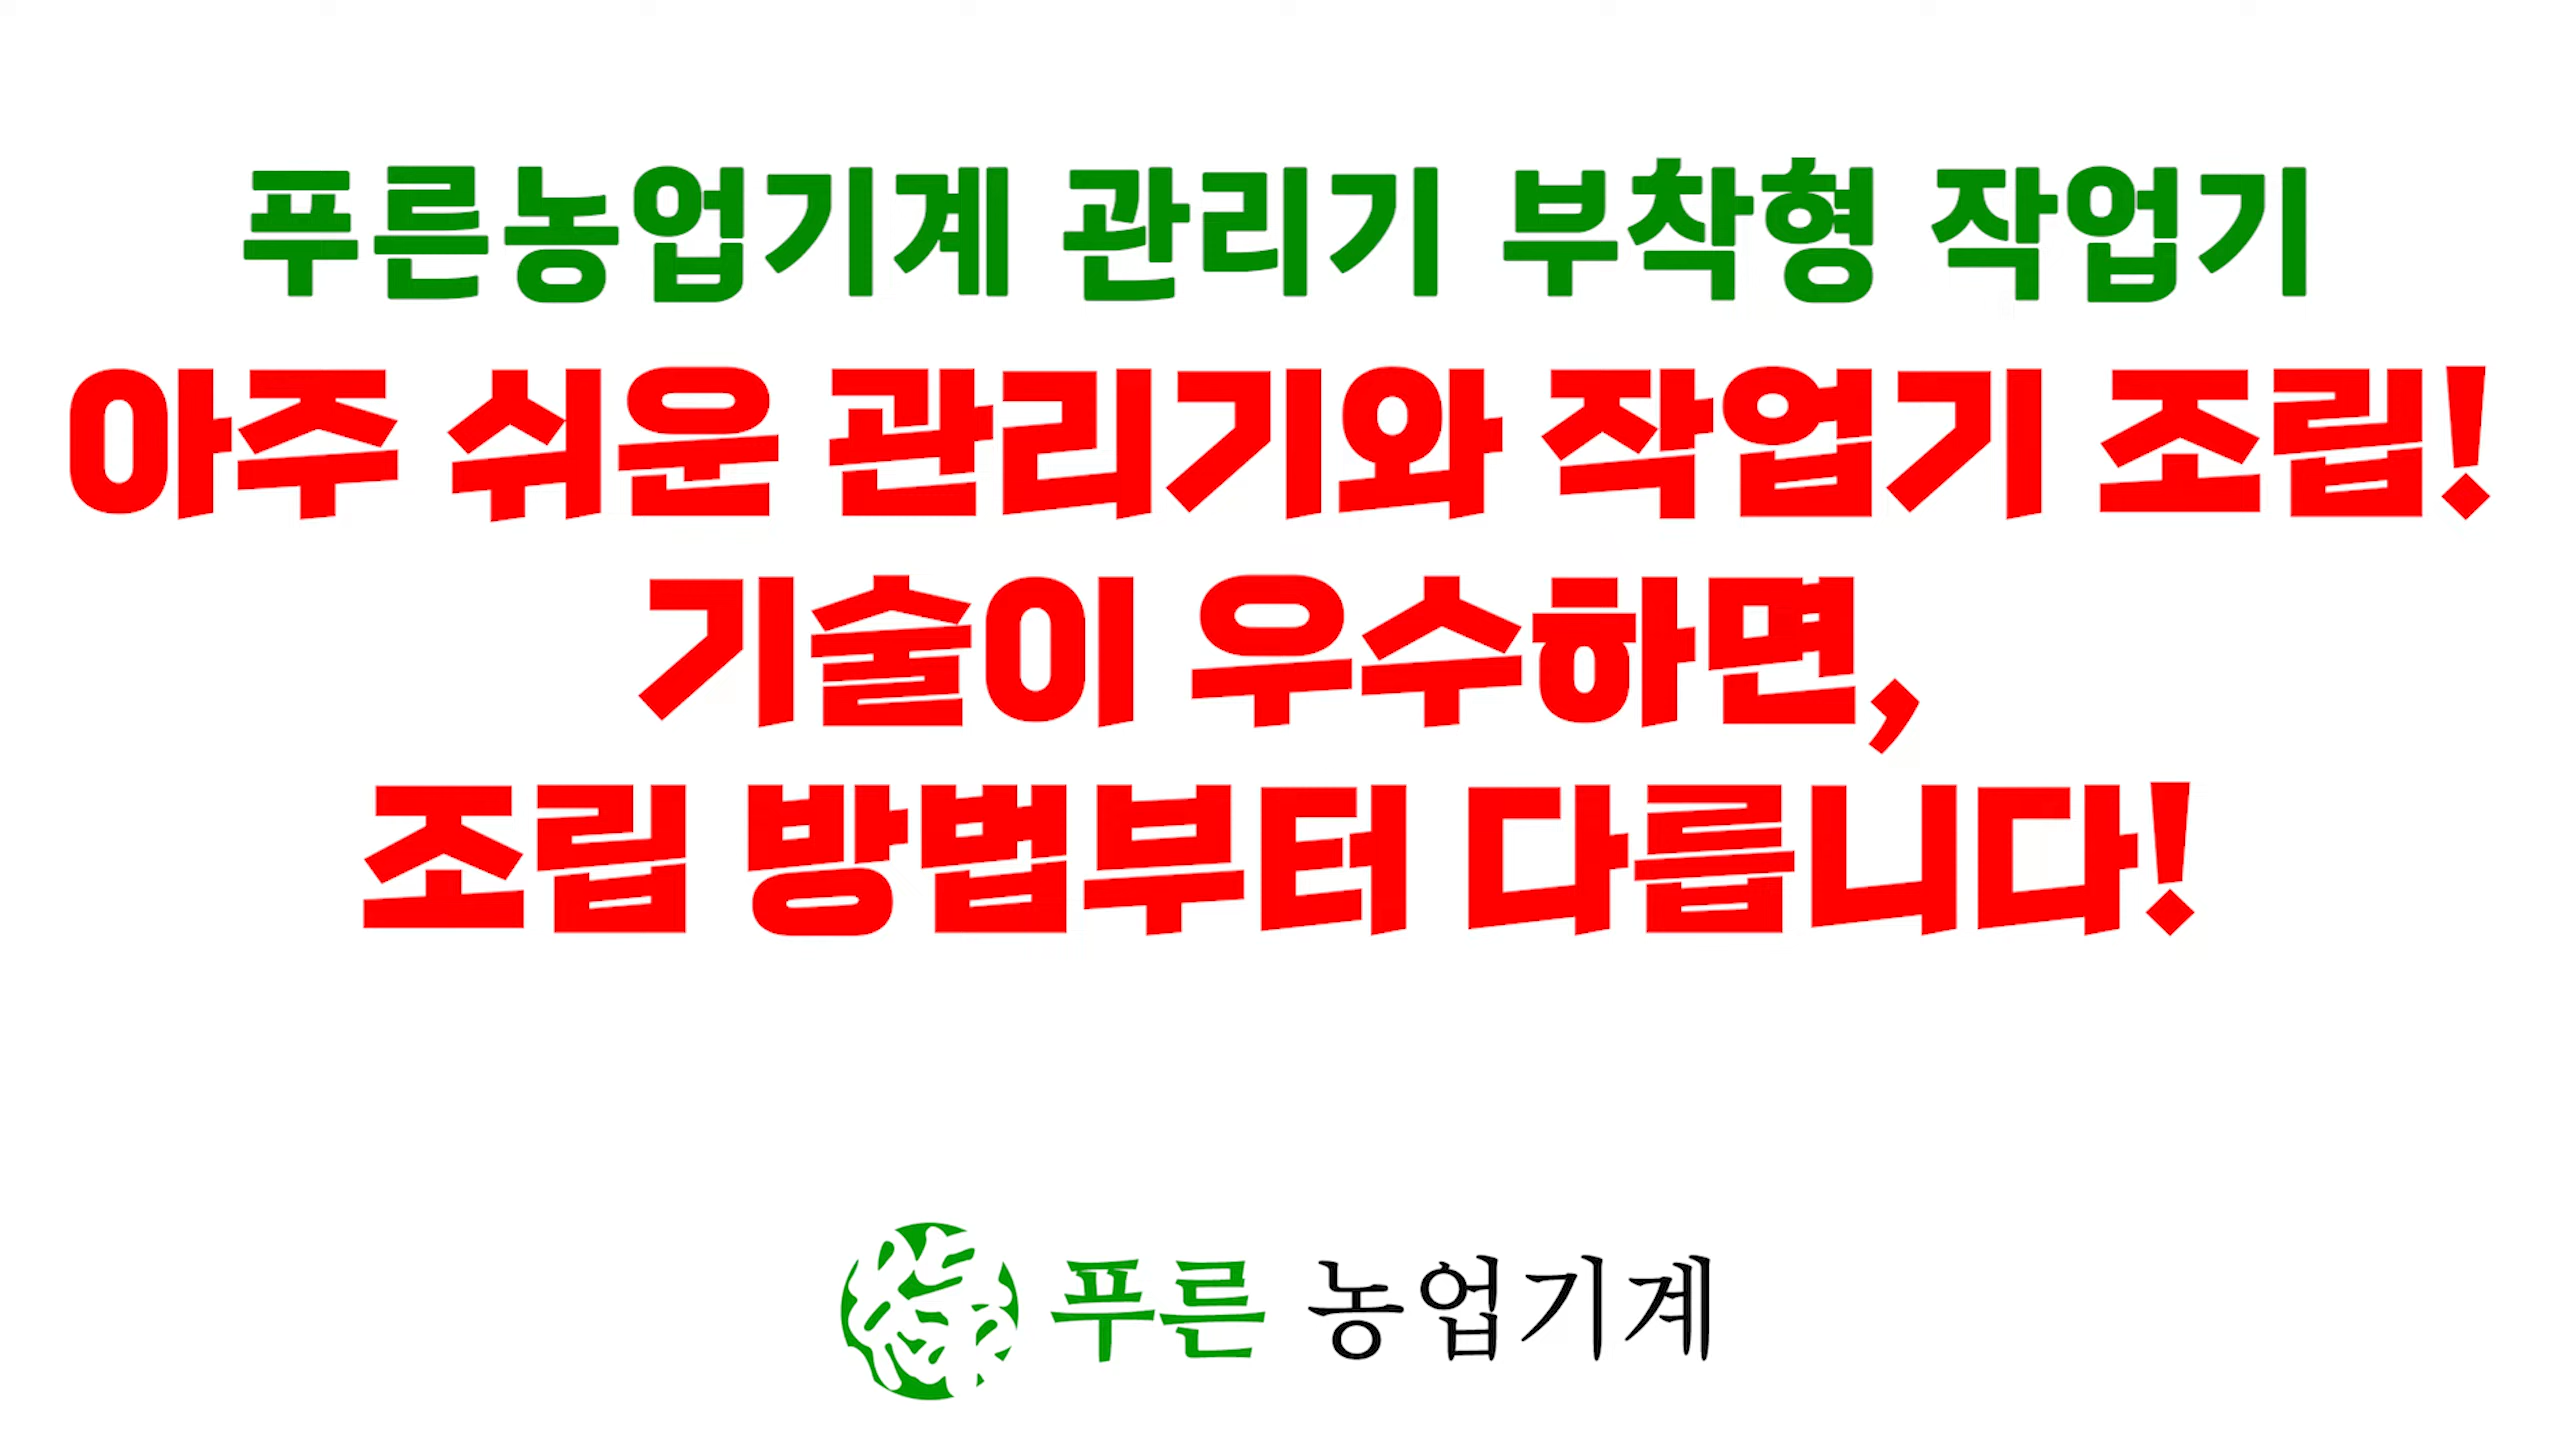 푸른농업기계 관리기 부착형 작업기
아주 쉬운 관리기와 작업기 조립!
기술이 우수하면,
조립 방법부터 다릅니다!
푸른 농업기계